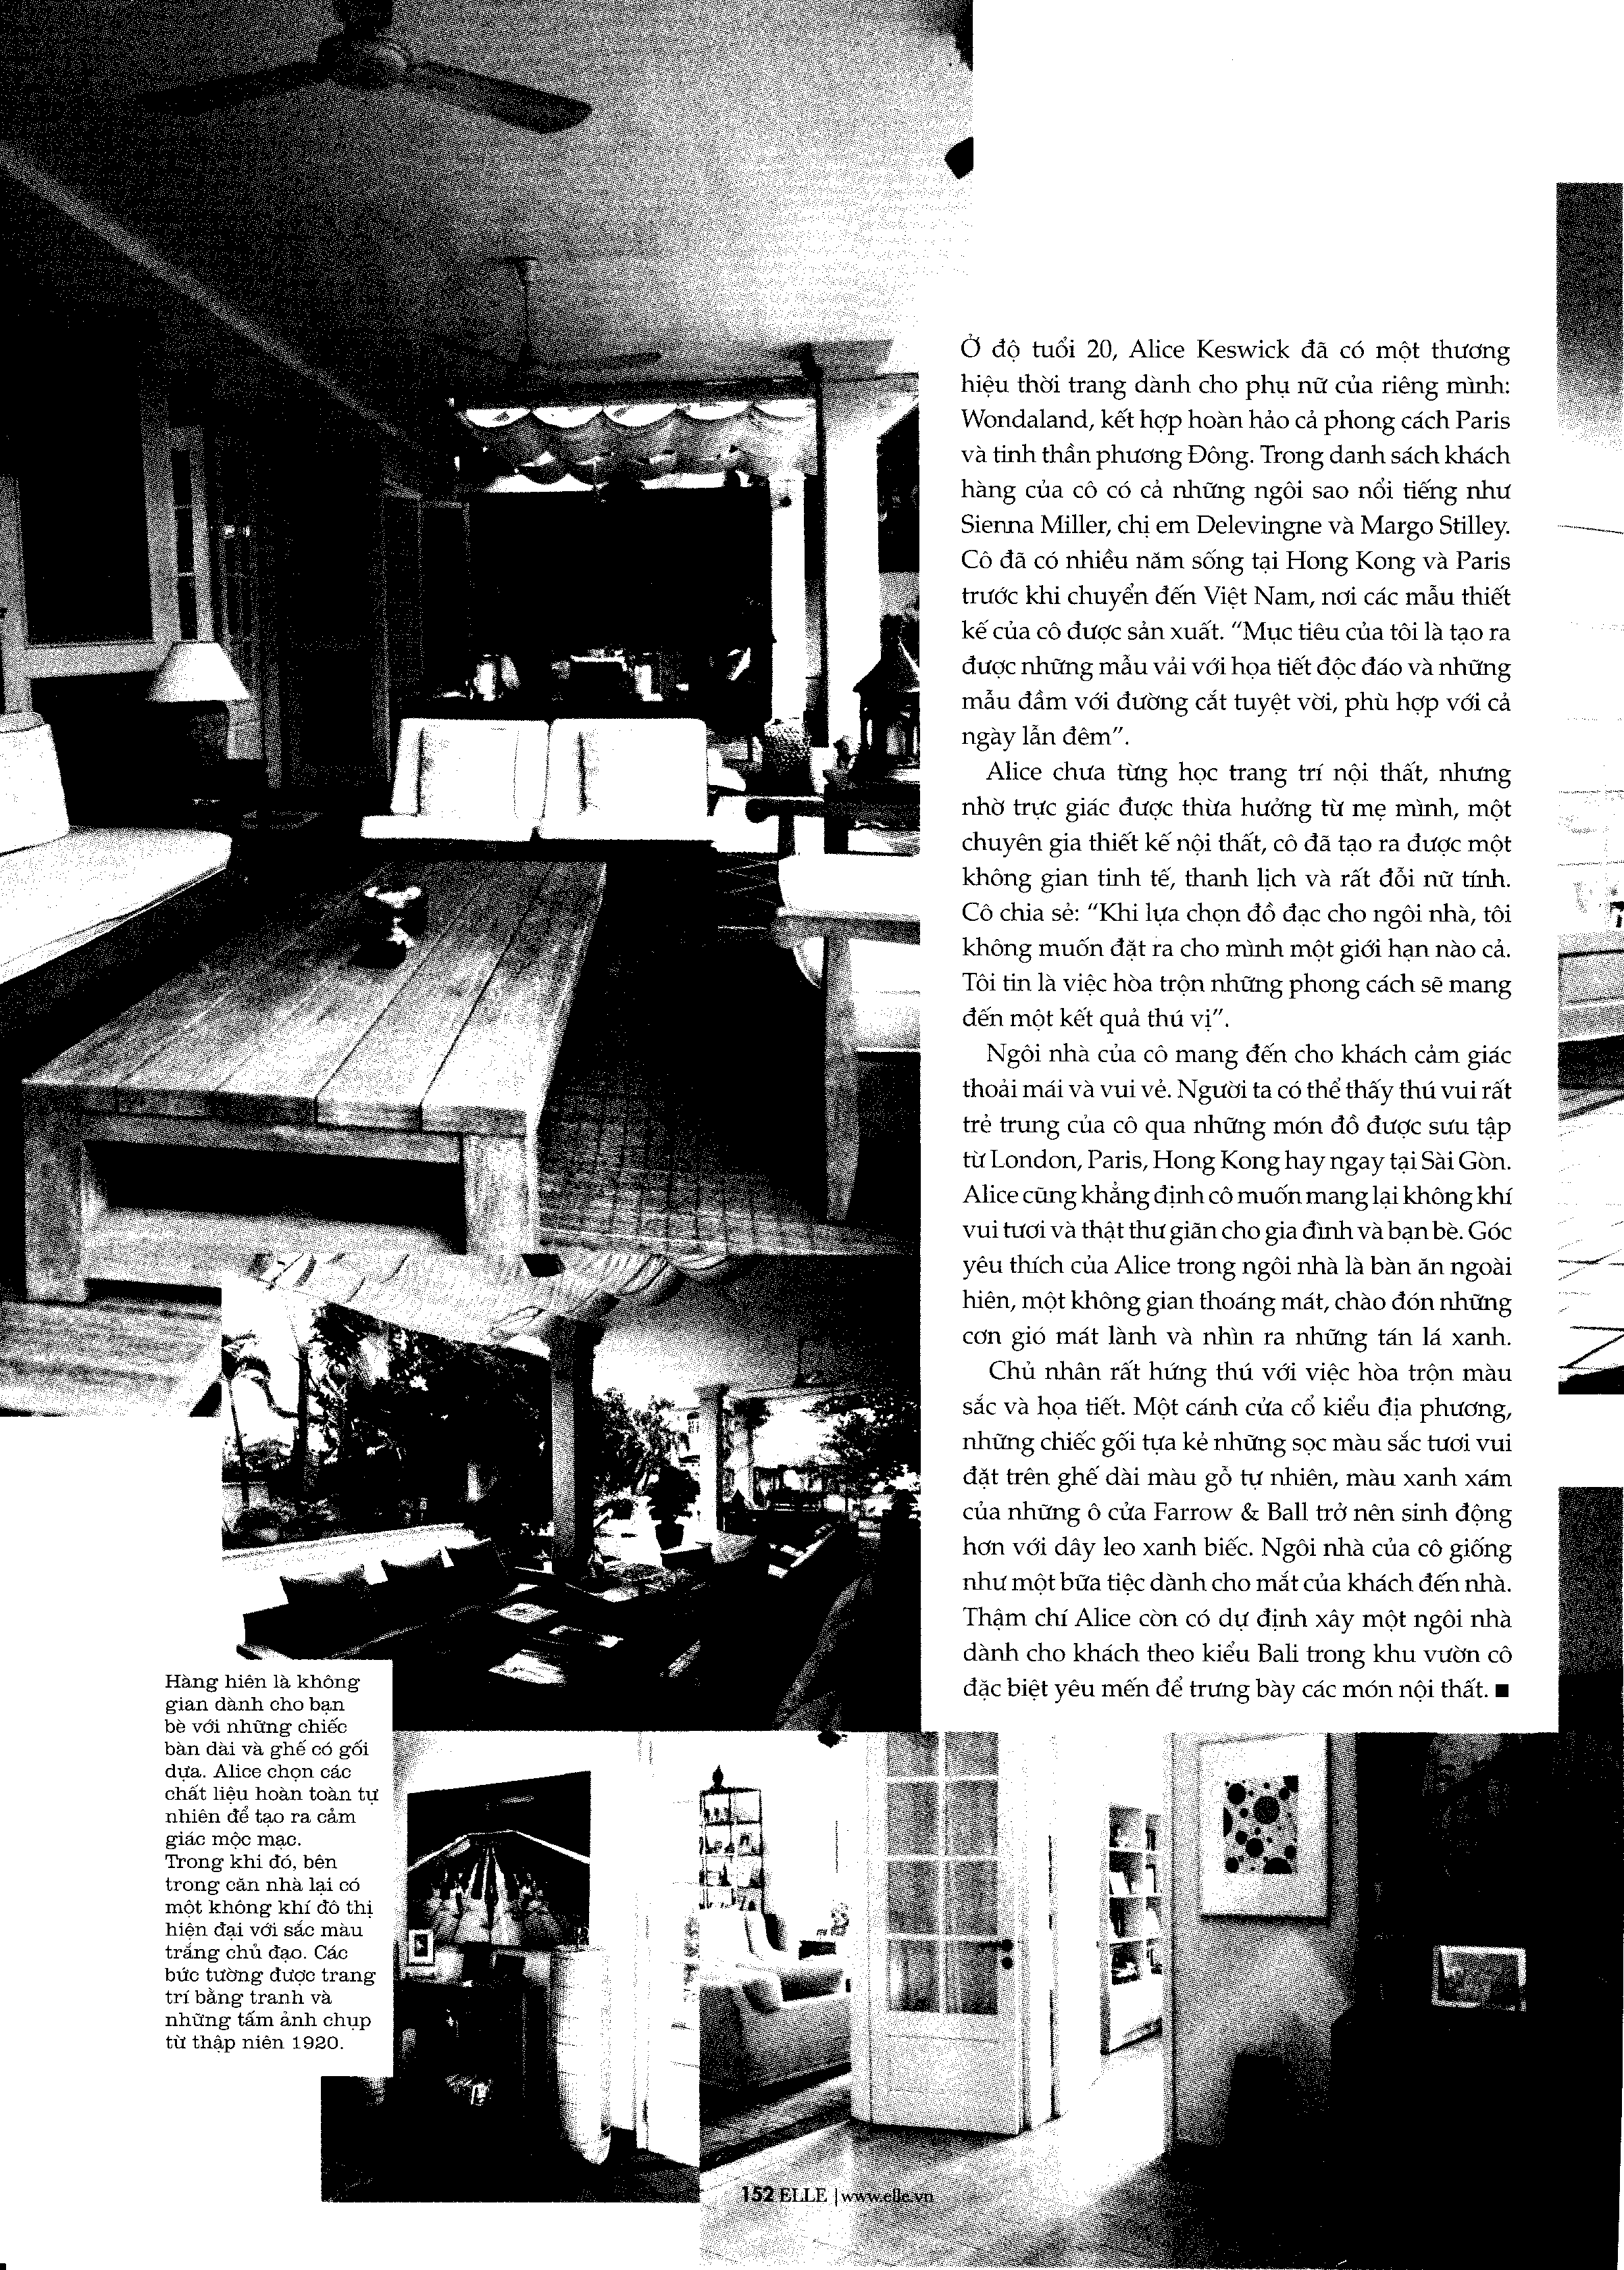 Ở độ tuổi 20, Alice Keswick đã có một thương
hiệu thời trang dành cho phụ nữ của riêng mình:
Wondaland, kết hợp hoàn hảo cả phong cách Paris
và tinh thần phương Đông. Trong danh sách khách
hàng của cô có cả những ngôi sao nổi tiếng như
Sienna Miller, chị em Delevingne và Margo Stilley.
Cô đã có nhiều năm sống tại Hong Kong và Paris
trước khi chuyển đến Việt Nam, nơi các mẫu thiết
kế của cô được sản xuất. “Mục tiêu của tôi là tạo ra
được những mẫu vải với họa tiết độc đáo và những
mẫu đầm với đường cắt tuyệt vời, phù hợp với cả
ngày lẫn đêm”.
Alice chưa từng học trang trí nội thất, nhưng
nhờ trực giác được thừa hưởng từ mẹ mình, một
chuyên gia thiết kế nội thất, cô đã tạo ra được một
không gian tinh tế, thanh lịch và rất đỗi nữ tính.
Cô chia sẻ: “Khi lựa chọn đồ đạc cho ngôi nhà, tôi
không muốn đặt ra cho mình một giới hạn nào cả.
Tôi tin là việc hòa trộn những phong cách sẽ mang
đến một kết quả thú vị”.
Ngôi nhà của cô mang đến cho khách cảm giác
thoải mái và vui vẻ. Người ta có thể thấy thú vui rất
trẻ trung của cô qua những món đồ được sưu tập
từ London, Paris, Hong Kong hay ngay tại Sài Gòn.
Alice cũng khẳng định cô muốn mang lại không khí
vui tươi và thật thư giãn cho gia đình và bạn bè. Góc
yêu thích của Alice trong ngôi nhà là bàn ăn ngoài
hiên, một không gian thoáng mát, chào đón những
cơn gió mát lành và nhìn ra những tán lá xanh.
Chủ nhân rất hứng thú với việc hòa trộn màu
sắc và họa tiết. Một cánh cửa cổ kiểu địa phương,
những chiếc gối tựa kẻ những sọc màu sắc tươi vui
đặt trên ghế dài màu gỗ tự nhiên, màu xanh xám
của những ô cửa Farrow & Ball trở nên sinh động
hơn với dây leo xanh biếc. Ngôi nhà của cô giống
như một bữa tiệc dành cho mắt của khách đến nhà.
Thậm chí Alice còn có dự định xây một ngôi nhà
dành cho khách theo kiểu Bali trong khu vườn cô
đặc biệt yêu mến để trưng bày các món nội thất. ■
Hàng hiên là không
gian dành cho bạn
bè với những chiếc
bàn dài và ghế có gối
dựa. Alice chọn các
chất liệu hoàn toàn tự
nhiên để tạo ra cảm
giác mộc mạc.
Trong khi đó, bên
trong căn nhà lại có
một không khí đô thị
hiện đại với sắc màu
trắng chủ đạo. Các
bức tường được trang
trí bằng tranh và
những tấm ảnh chụp
từ thập niên 1920.
152 ELLE | www.elle.vn